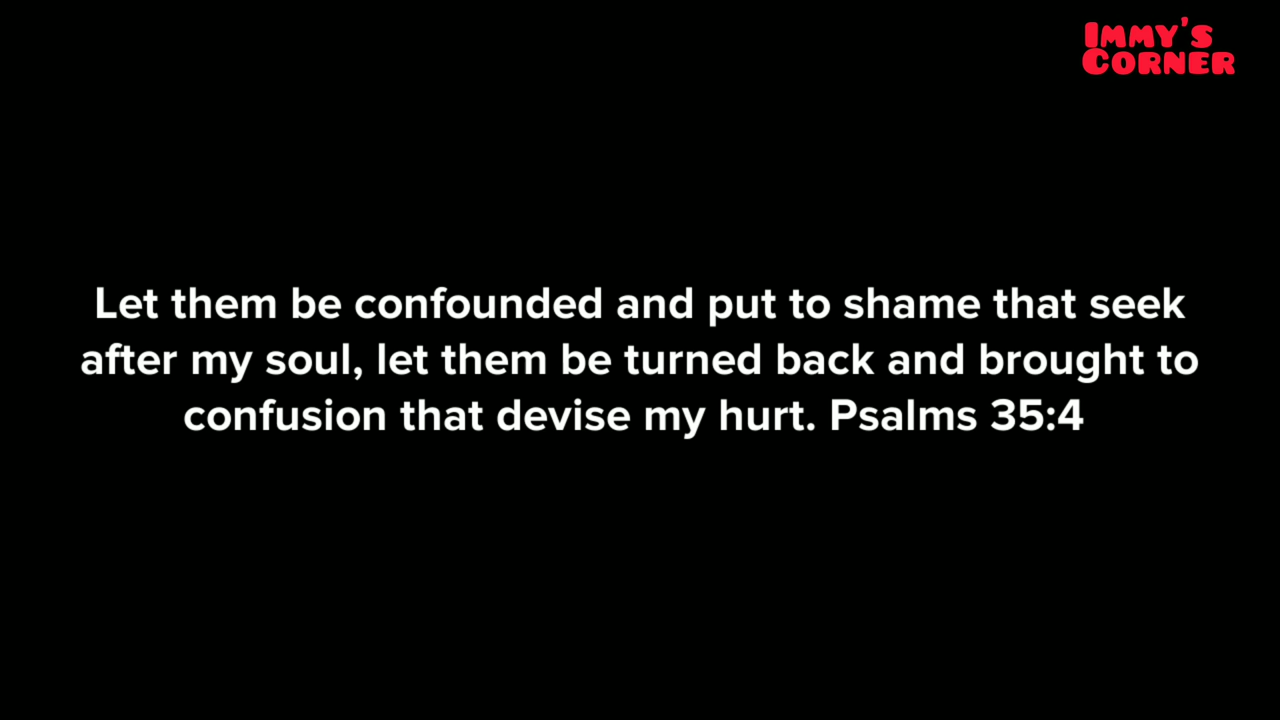 Immy's
Corner
Let them be confounded and put to shame that seek
after my soul, let them be turned back and brought to
confusion that devise my hurt. Psalms 35:4